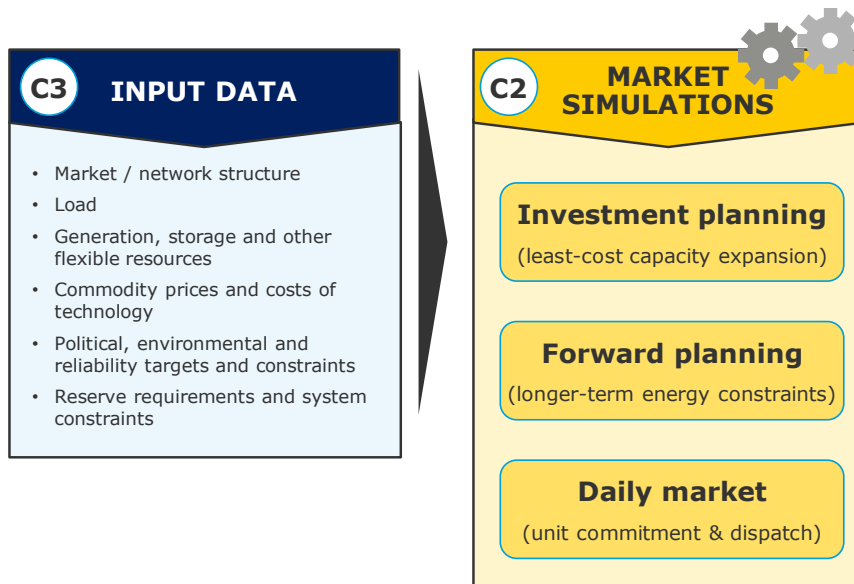 C3
INPUT DATA
• Market / network structure
• Load
• Generation, storage and other
flexible resources
• Commodity prices and costs of
technology
• Political, environmental and
reliability targets and constraints
• Reserve requirements and system
constraints
C2
MARKET
SIMULATIONS
Investment planning
(least-cost capacity expansion)
Forward planning
(longer-term energy constraints)
Daily market
(unit commitment & dispatch)